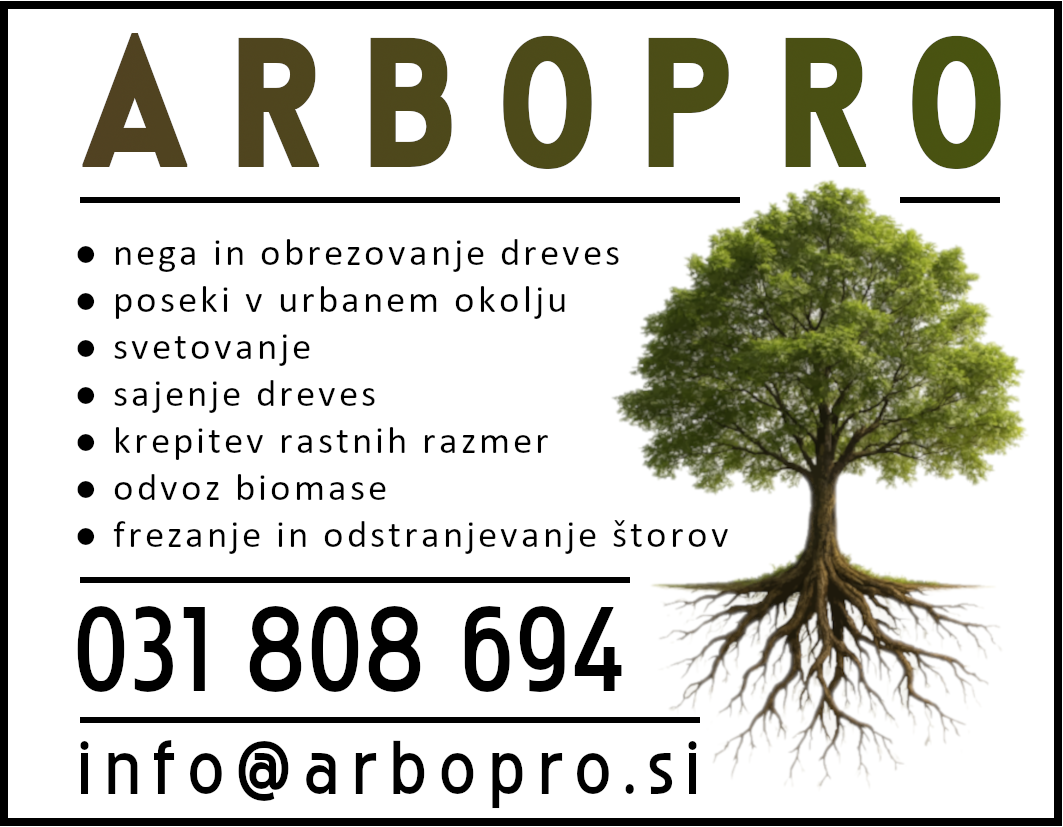 ARBOPRO
● nega in obrezovanje dreves
● poseki v urbanem okolju
● svetovanje
● sajenje dreves
● krepitev rastnih razmer
● odvoz biomase
● frezanje in odstranjevanje štorov
031 808 694
info@arbopro.si